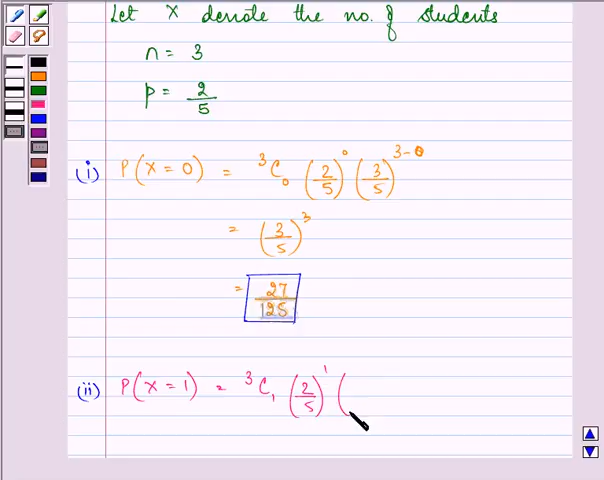 Let X denote the no. of students
n = 3
p = 2/5
(i) P(X = 0) = ³C₀ (2/5)⁰ (3/5)³⁻⁰
= (3/5)³
= 27/125
(ii) P(X = 1) = ³C₁ (2/5)¹ (